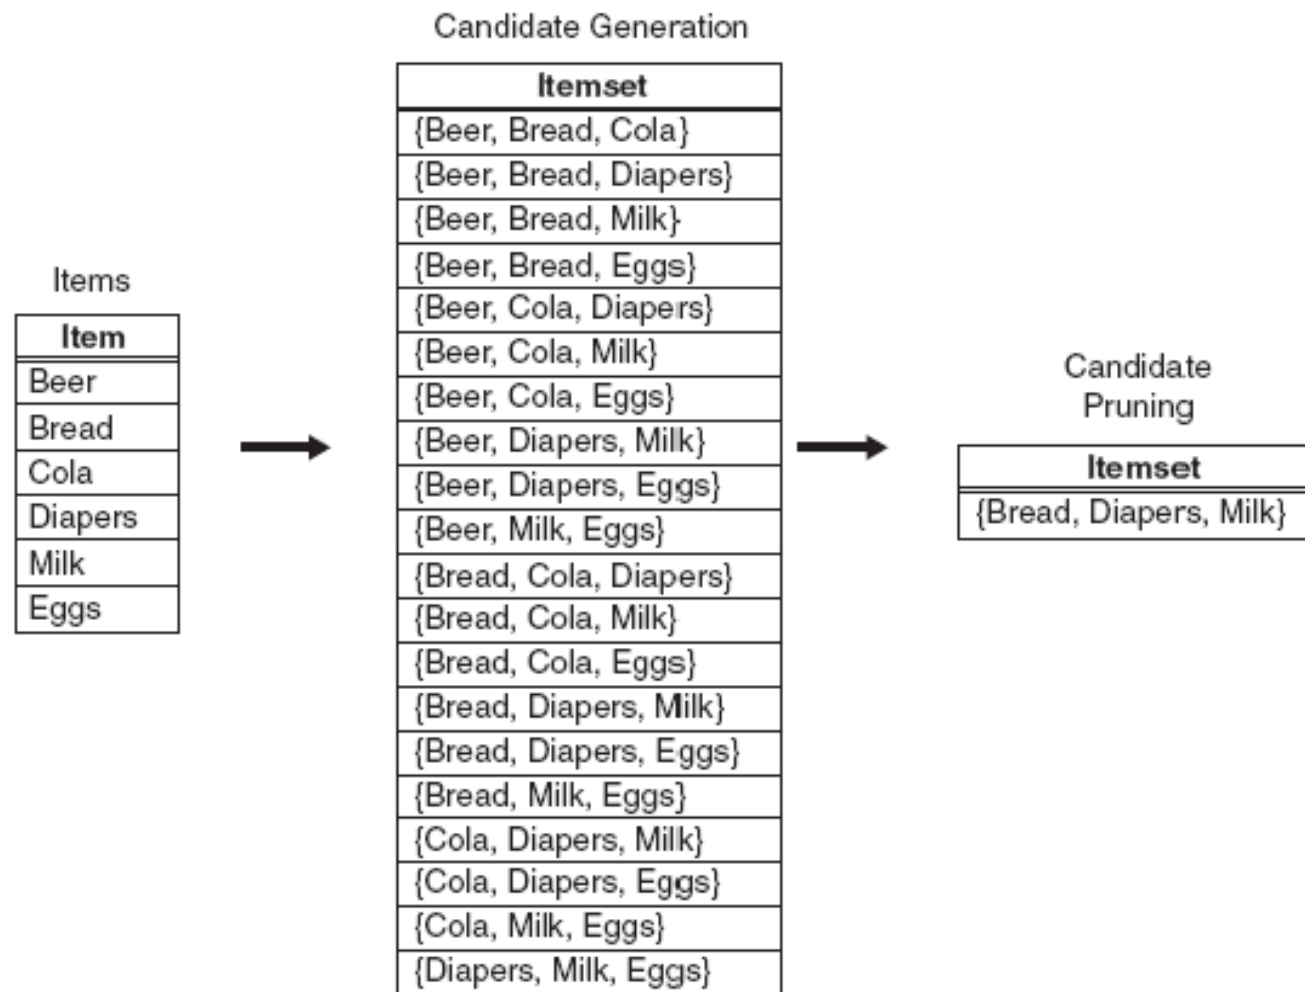 Candidate Generation
Items
Item
Beer
Bread
Cola
Diapers
Milk
Eggs
Itemset
{Beer, Bread, Cola}
{Beer, Bread, Diapers}
{Beer, Bread, Milk}
{Beer, Bread, Eggs}
{Beer, Cola, Diapers}
{Beer, Cola, Milk}
{Beer, Cola, Eggs}
{Beer, Diapers, Milk}
{Beer, Diapers, Eggs}
{Beer, Milk, Eggs}
{Bread, Cola, Diapers}
{Bread, Cola, Milk}
{Bread, Cola, Eggs}
{Bread, Diapers, Milk}
{Bread, Diapers, Eggs}
{Bread, Milk, Eggs}
{Cola, Diapers, Milk}
{Cola, Diapers, Eggs}
{Cola, Milk, Eggs}
{Diapers, Milk, Eggs}
Candidate
Pruning
Itemset
{Bread, Diapers, Milk}